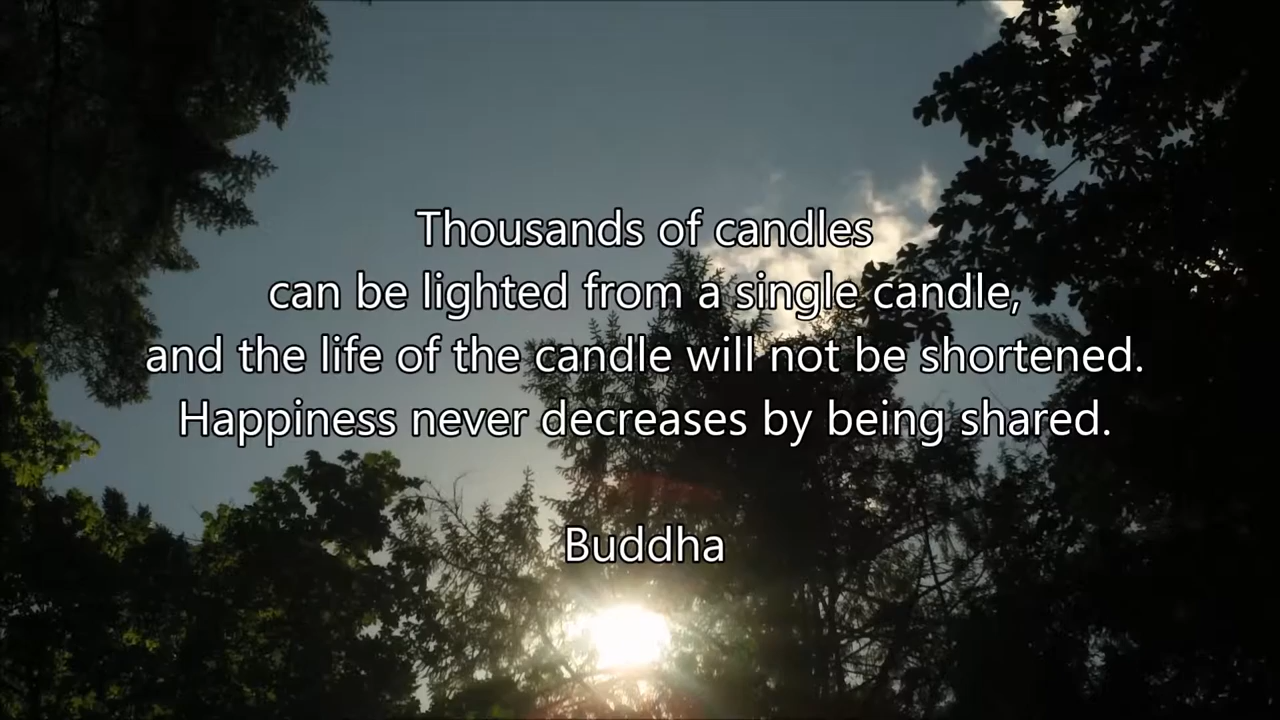 Thousands of candles
can be lighted from a single candle,
and the life of the candle will not be shortened.
Happiness never decreases by being shared.
Buddha